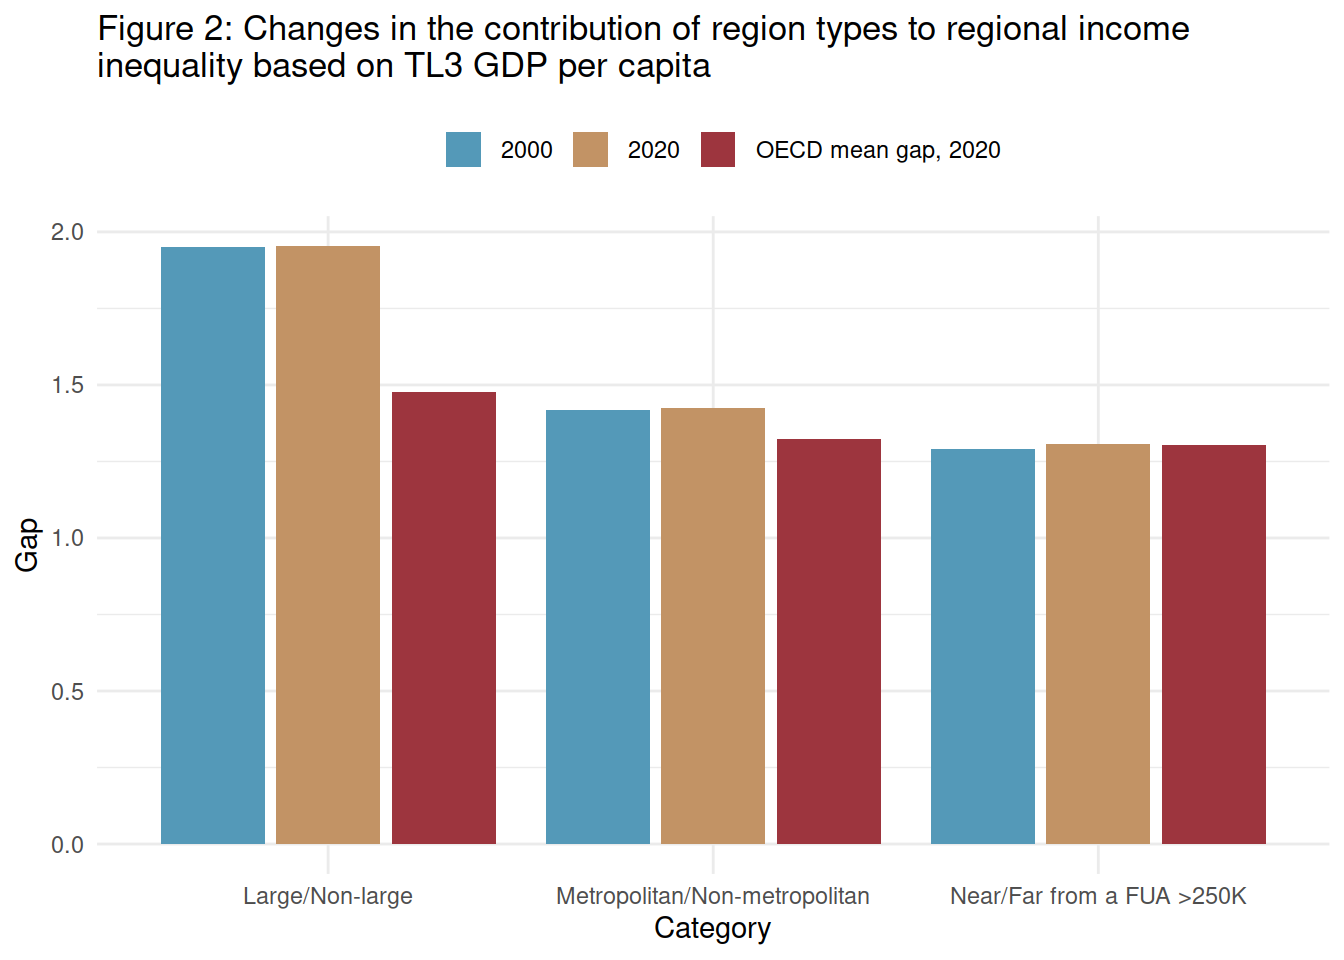 Figure 2: Changes in the contribution of region types to regional income
inequality based on TL3 GDP per capita
2000 2020 OECD mean gap, 2020
2.0
1.5
1.0
0.5
0.0
Gap
Large/Non-large Metropolitan/Non-metropolitan Near/Far from a FUA >250K
Category